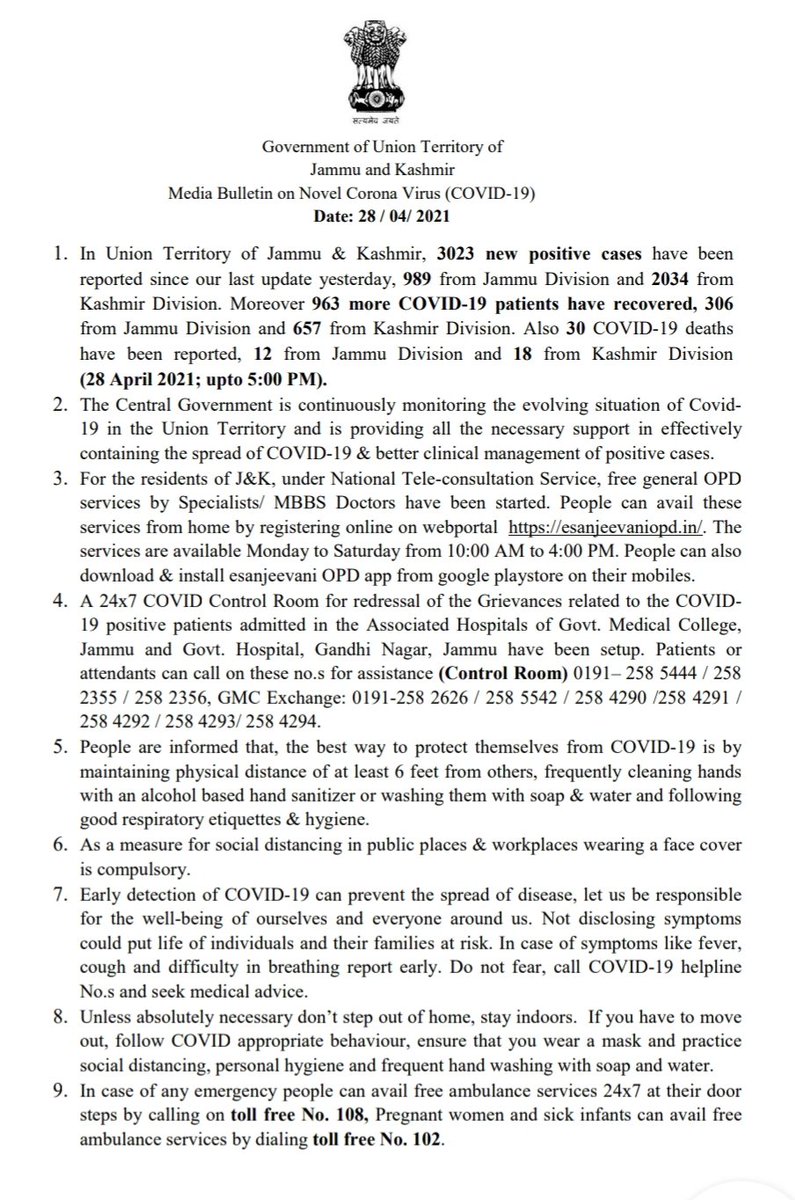 सत्यमेव जयते
Government of Union Territory of
Jammu and Kashmir
Media Bulletin on Novel Corona Virus (COVID-19)
Date: 28 / 04/ 2021
1. In Union Territory of Jammu & Kashmir, 3023 new positive cases have been
reported since our last update yesterday, 989 from Jammu Division and 2034 from
Kashmir Division. Moreover 963 more COVID-19 patients have recovered, 306
from Jammu Division and 657 from Kashmir Division. Also 30 COVID-19 deaths
have been reported, 12 from Jammu Division and 18 from Kashmir Division
(28 April 2021; upto 5:00 PM).
2. The Central Government is continuously monitoring the evolving situation of Covid-
19 in the Union Territory and is providing all the necessary support in effectively
containing the spread of COVID-19 & better clinical management of positive cases.
3. For the residents of J&K, under National Tele-consultation Service, free general OPD
services by Specialists/ MBBS Doctors have been started. People can avail these
services from home by registering online on webportal https://esanjeevaniopd.in/. The
services are available Monday to Saturday from 10:00 AM to 4:00 PM. People can also
download & install esanjeevani OPD app from google playstore on their mobiles.
4. A 24x7 COVID Control Room for redressal of the Grievances related to the COVID-
19 positive patients admitted in the Associated Hospitals of Govt. Medical College,
Jammu and Govt. Hospital, Gandhi Nagar, Jammu have been setup. Patients or
attendants can call on these no.s for assistance (Control Room) 0191– 258 5444 / 258
2355 / 258 2356, GMC Exchange: 0191-258 2626 / 258 5542 / 258 4290 /258 4291 /
258 4292 / 258 4293/ 258 4294.
5. People are informed that, the best way to protect themselves from COVID-19 is by
maintaining physical distance of at least 6 feet from others, frequently cleaning hands
with an alcohol based hand sanitizer or washing them with soap & water and following
good respiratory etiquettes & hygiene.
6. As a measure for social distancing in public places & workplaces wearing a face cover
is compulsory.
7. Early detection of COVID-19 can prevent the spread of disease, let us be responsible
for the well-being of ourselves and everyone around us. Not disclosing symptoms
could put life of individuals and their families at risk. In case of symptoms like fever,
cough and difficulty in breathing report early. Do not fear, call COVID-19 helpline
No.s and seek medical advice.
8. Unless absolutely necessary don’t step out of home, stay indoors. If you have to move
out, follow COVID appropriate behaviour, ensure that you wear a mask and practice
social distancing, personal hygiene and frequent hand washing with soap and water.
9. In case of any emergency people can avail free ambulance services 24x7 at their door
steps by calling on toll free No. 108, Pregnant women and sick infants can avail free
ambulance services by dialing toll free No. 102.